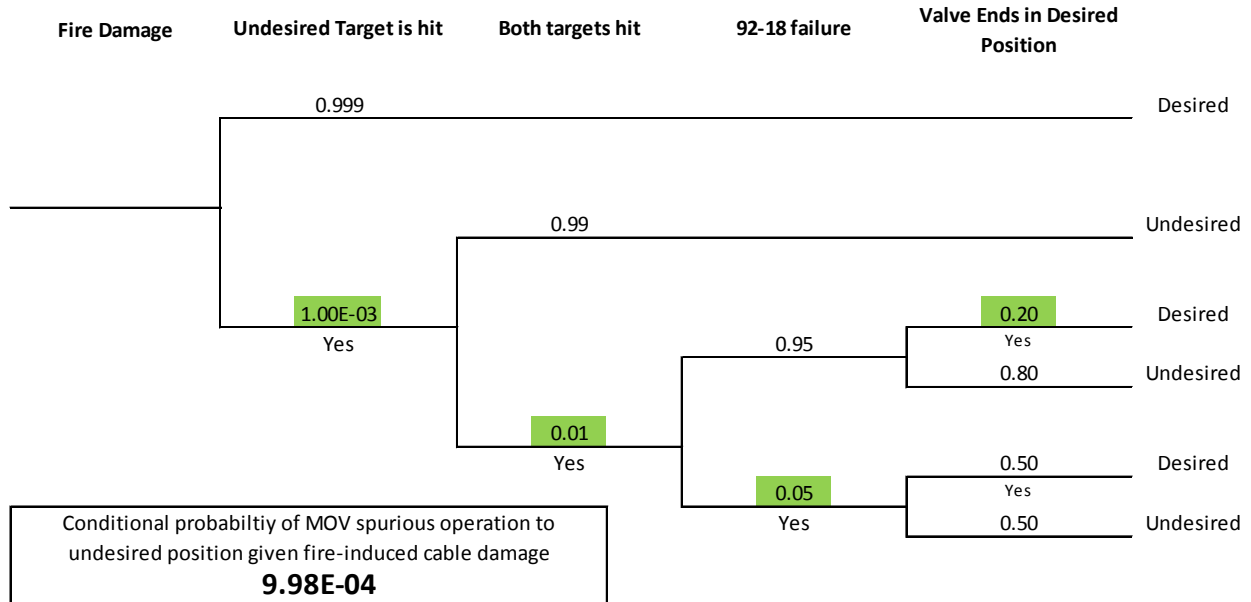 Fire Damage
Undesired Target is hit
Both targets hit
92-18 failure
Valve Ends in Desired
Position
0.999
Desired
0.99
Undesired
1.00E-03
Yes
0.20
Yes
Desired
0.95
0.80
Undesired
0.01
Yes
0.50
Yes
Desired
0.05
Yes
0.50
Undesired
Conditional probabiltiy of MOV spurious operation to
undesired position given fire-induced cable damage
9.98E-04